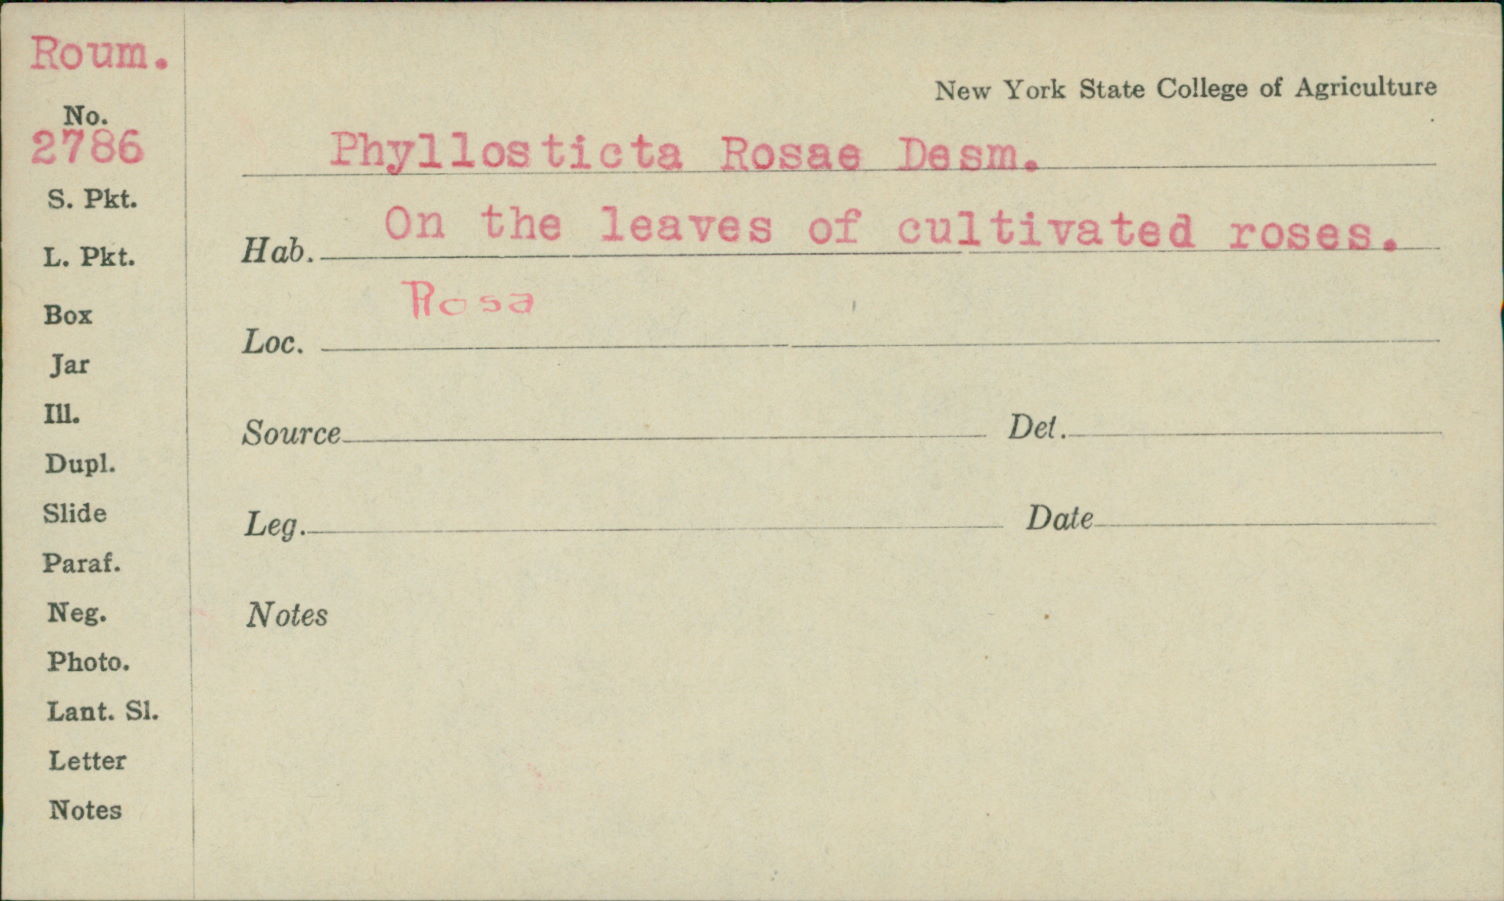 Roum.
No.
2786
S. Pkt.
L. Pkt.
Box
Jar
Ill.
Dupl.
Slide
Paraf.
Neg.
Photo.
Lant. Sl.
Letter
Notes
New York State College of Agriculture
Phyllosticta Rosae Desm.
Hab. On the leaves of cultivated roses.
Rosa
Loc.
Source Det.
Leg. Date
Notes